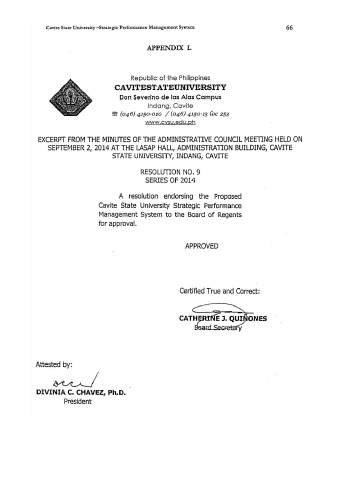 Cavite State University –Strategic Performance Management System 66
APPENDIX L
Republic of the Philippines
CAVITESTATEUNIVERSITY
Don Severino de las Alas Campus
Indang, Cavite
☎ (046) 4150-010 / (046) 4150-13 loc 253
www.cvsu.edu.ph
EXCERPT FROM THE MINUTES OF THE ADMINISTRATIVE COUNCIL MEETING HELD ON
SEPTEMBER 2, 2014 AT THE LASAP HALL, ADMINISTRATION BUILDING, CAVITE
STATE UNIVERSITY, INDANG, CAVITE
RESOLUTION NO. 9
SERIES OF 2014
A resolution endorsing the Proposed
Cavite State University Strategic Performance
Management System to the Board of Regents
for approval.
APPROVED
Certified True and Correct:
CATHERINE J. QUIÑONES
Board Secretary
Attested by:
DIVINIA C. CHAVEZ, Ph.D.
President